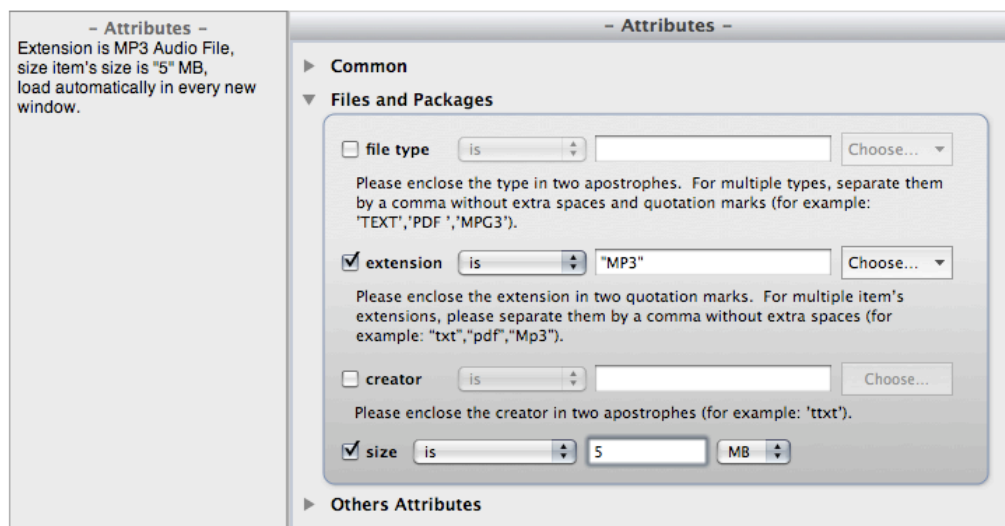 – Attributes –
Extension is MP3 Audio File,
size item's size is "5" MB,
load automatically in every new
window.
– Attributes –
Common
Files and Packages
file type is Choose...
Please enclose the type in two apostrophes.  For multiple types, separate them
by a comma without extra spaces and quotation marks (for example:
'TEXT','PDF ','MPG3').
extension is "MP3" Choose...
Please enclose the extension in two quotation marks.  For multiple item's
extensions, please separate them by a comma without extra spaces (for
example: "txt","pdf","Mp3").
creator is Choose...
Please enclose the creator in two apostrophes (for example: 'ttxt').
size is 5 MB
Others Attributes